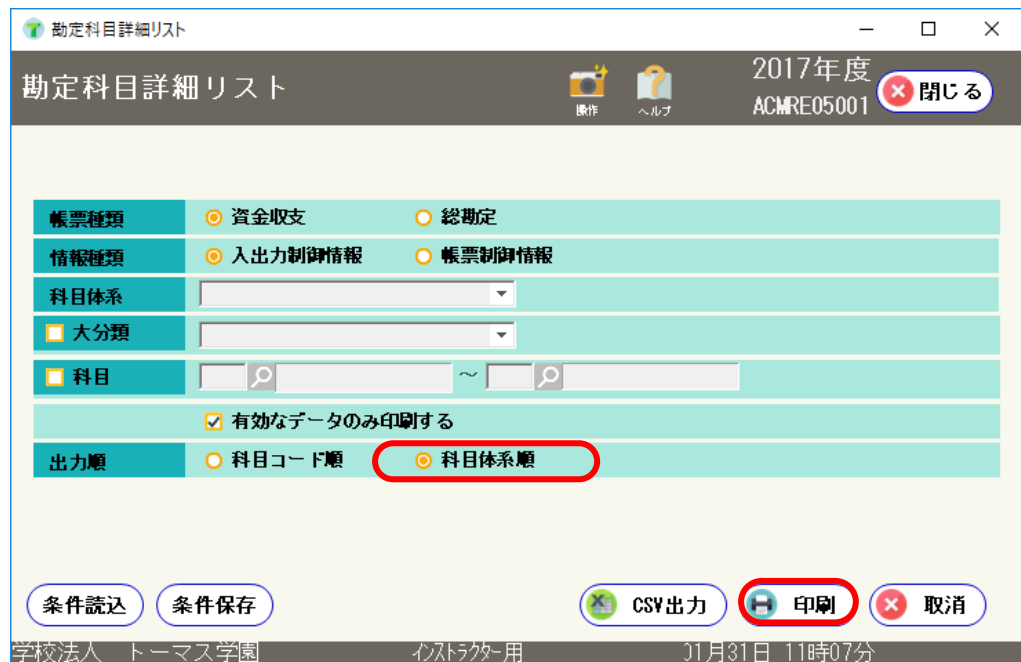 勘定科目詳細リスト
勘定科目詳細リスト 操作 ヘルプ 2017年度 ACMRE05001 閉じる
帳票種類 資金収支 総勘定
情報種類 入出力制御情報 帳票制御情報
科目体系
大分類
科目 ～
有効なデータのみ印刷する
出力順 科目コード順 科目体系順
条件読込 条件保存 CSV出力 印刷 取消
学校法人 トーマス学園 インストラクター用 01月31日 11時07分